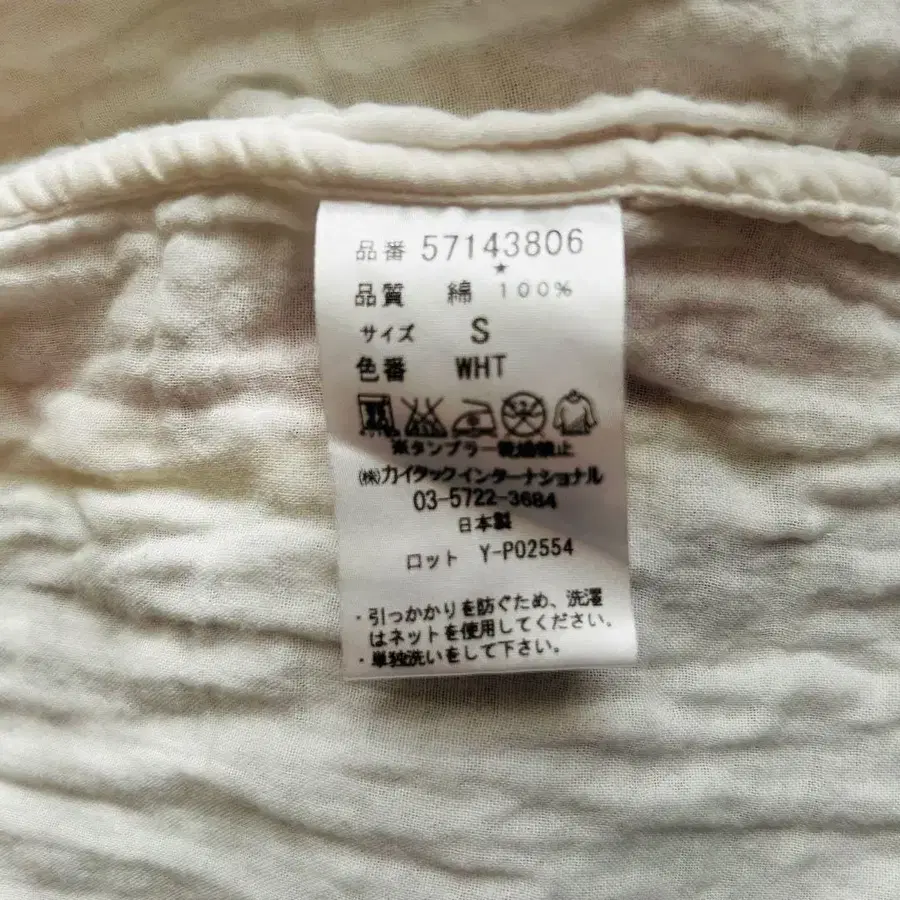 品番 57143806
★
品質 綿 100%
サイズ S
色番 WHT
※タンブラー乾燥禁止
㈱カイタックインターナショナル
03-5722-3684
日本製
ロット Y-P02554
・引っかかりを防ぐため、洗濯
はネットを使用してください。
・単独洗いをして下さい。